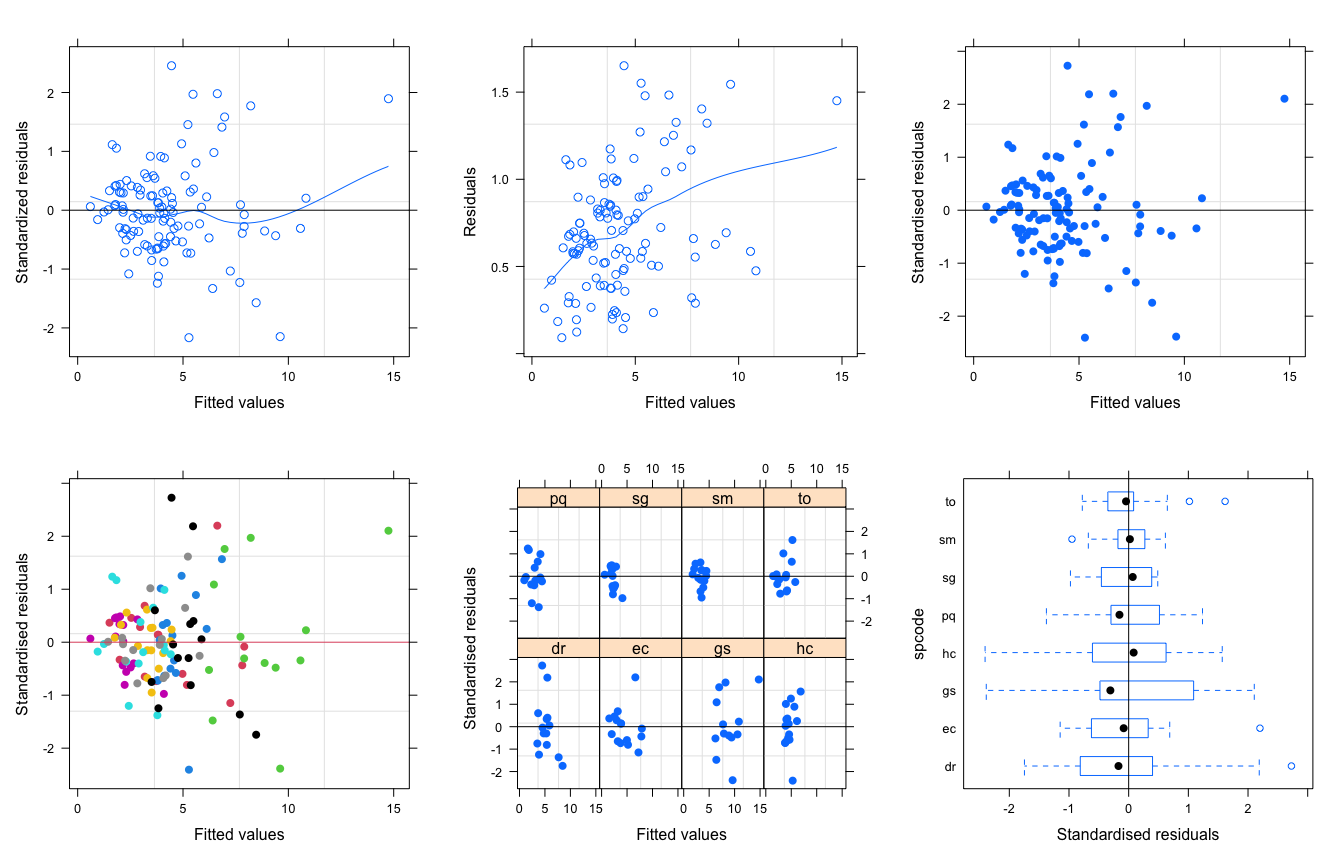 Standardized residuals
2
1
0
-1
-2
0 5 10 15
Fitted values
Residuals
1.5
1.0
0.5
0 5 10 15
Fitted values
Standardised residuals
2
0
-2
0 5 10 15
Fitted values
Standardised residuals
2
1
0
-1
-2
0 5 10 15
Fitted values
Standardised residuals
0 5 10 15 0 5 10 15
pq sg sm to
2
1
0
-1
-2
dr ec gs hc
2
1
0
-1
-2
0 5 10 15 0 5 10 15
Fitted values
spcode
to
sm
sg
pq
hc
gs
ec
dr
-2 -1 0 1 2
Standardised residuals